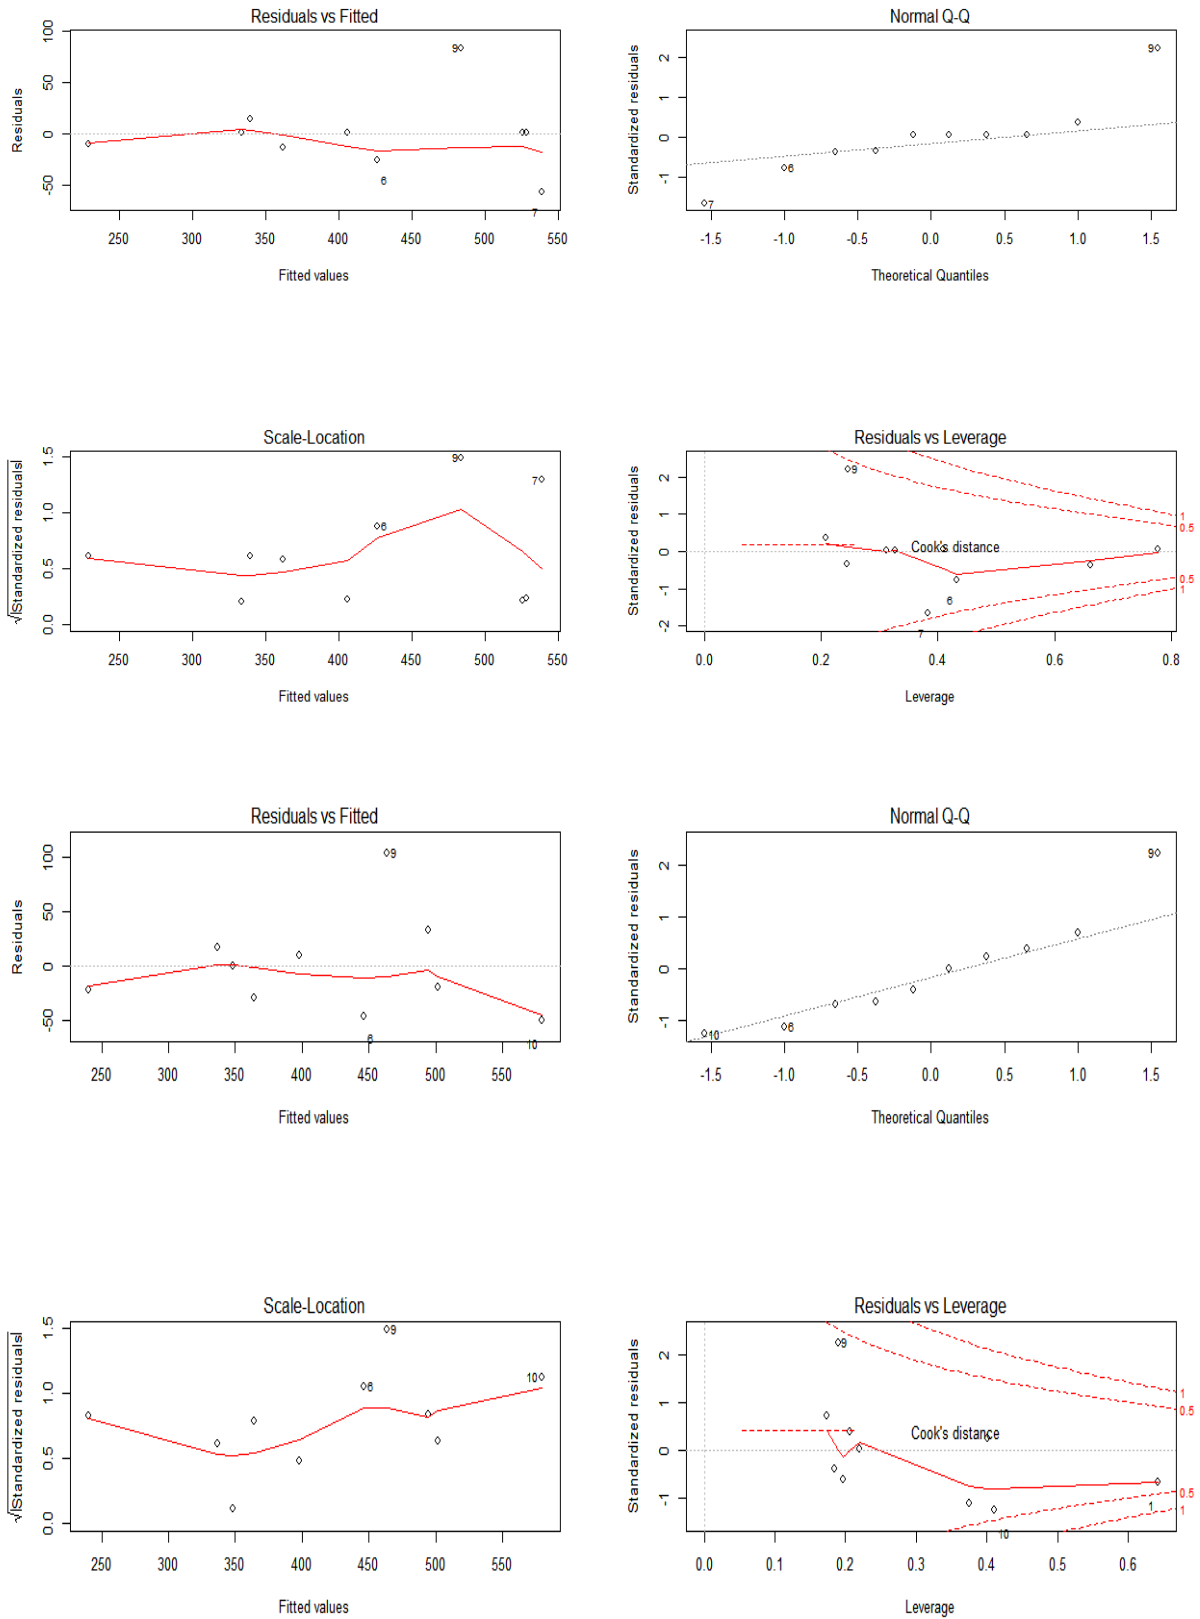 Residuals vs Fitted
Residuals
100
50
0
-50
9
6
7
250 300 350 400 450 500 550
Fitted values
Normal Q-Q
Standardized residuals
2
1
0
-1
9
6
7
-1.5 -1.0 -0.5 0.0 0.5 1.0 1.5
Theoretical Quantiles
Scale-Location
√|Standardized residuals|
1.5
1.0
0.5
0.0
9
7
6
250 300 350 400 450 500 550
Fitted values
Residuals vs Leverage
Standardized residuals
2
1
0
-1
-2
9
Cook's distance
6
7
1
0.5
0.5
1
0.0 0.2 0.4 0.6 0.8
Leverage
Residuals vs Fitted
Residuals
100
50
0
-50
9
6
10
250 300 350 400 450 500 550
Fitted values
Normal Q-Q
Standardized residuals
2
1
0
-1
9
6
10
-1.5 -1.0 -0.5 0.0 0.5 1.0 1.5
Theoretical Quantiles
Scale-Location
√|Standardized residuals|
1.5
1.0
0.5
0.0
9
10
6
250 300 350 400 450 500 550
Fitted values
Residuals vs Leverage
Standardized residuals
2
1
0
-1
9
Cook's distance
1
10
1
0.5
0.5
1
0.0 0.1 0.2 0.3 0.4 0.5 0.6
Leverage